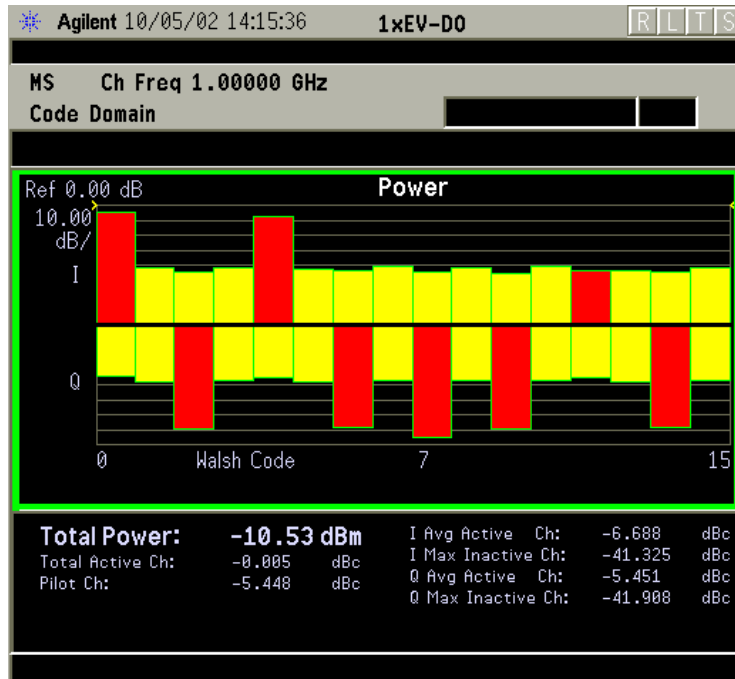 Agilent 10/05/02 14:15:36 1xEV-DO R L T S
MS Ch Freq 1.00000 GHz
Code Domain
Ref 0.00 dB Power
10.00
dB/
I
Q
0 Walsh Code 7 15
Total Power: -10.53 dBm
Total Active Ch: -0.005 dBc
Pilot Ch: -5.448 dBc
I Avg Active Ch: -6.688 dBc
I Max Inactive Ch: -41.325 dBc
Q Avg Active Ch: -5.451 dBc
Q Max Inactive Ch: -41.908 dBc